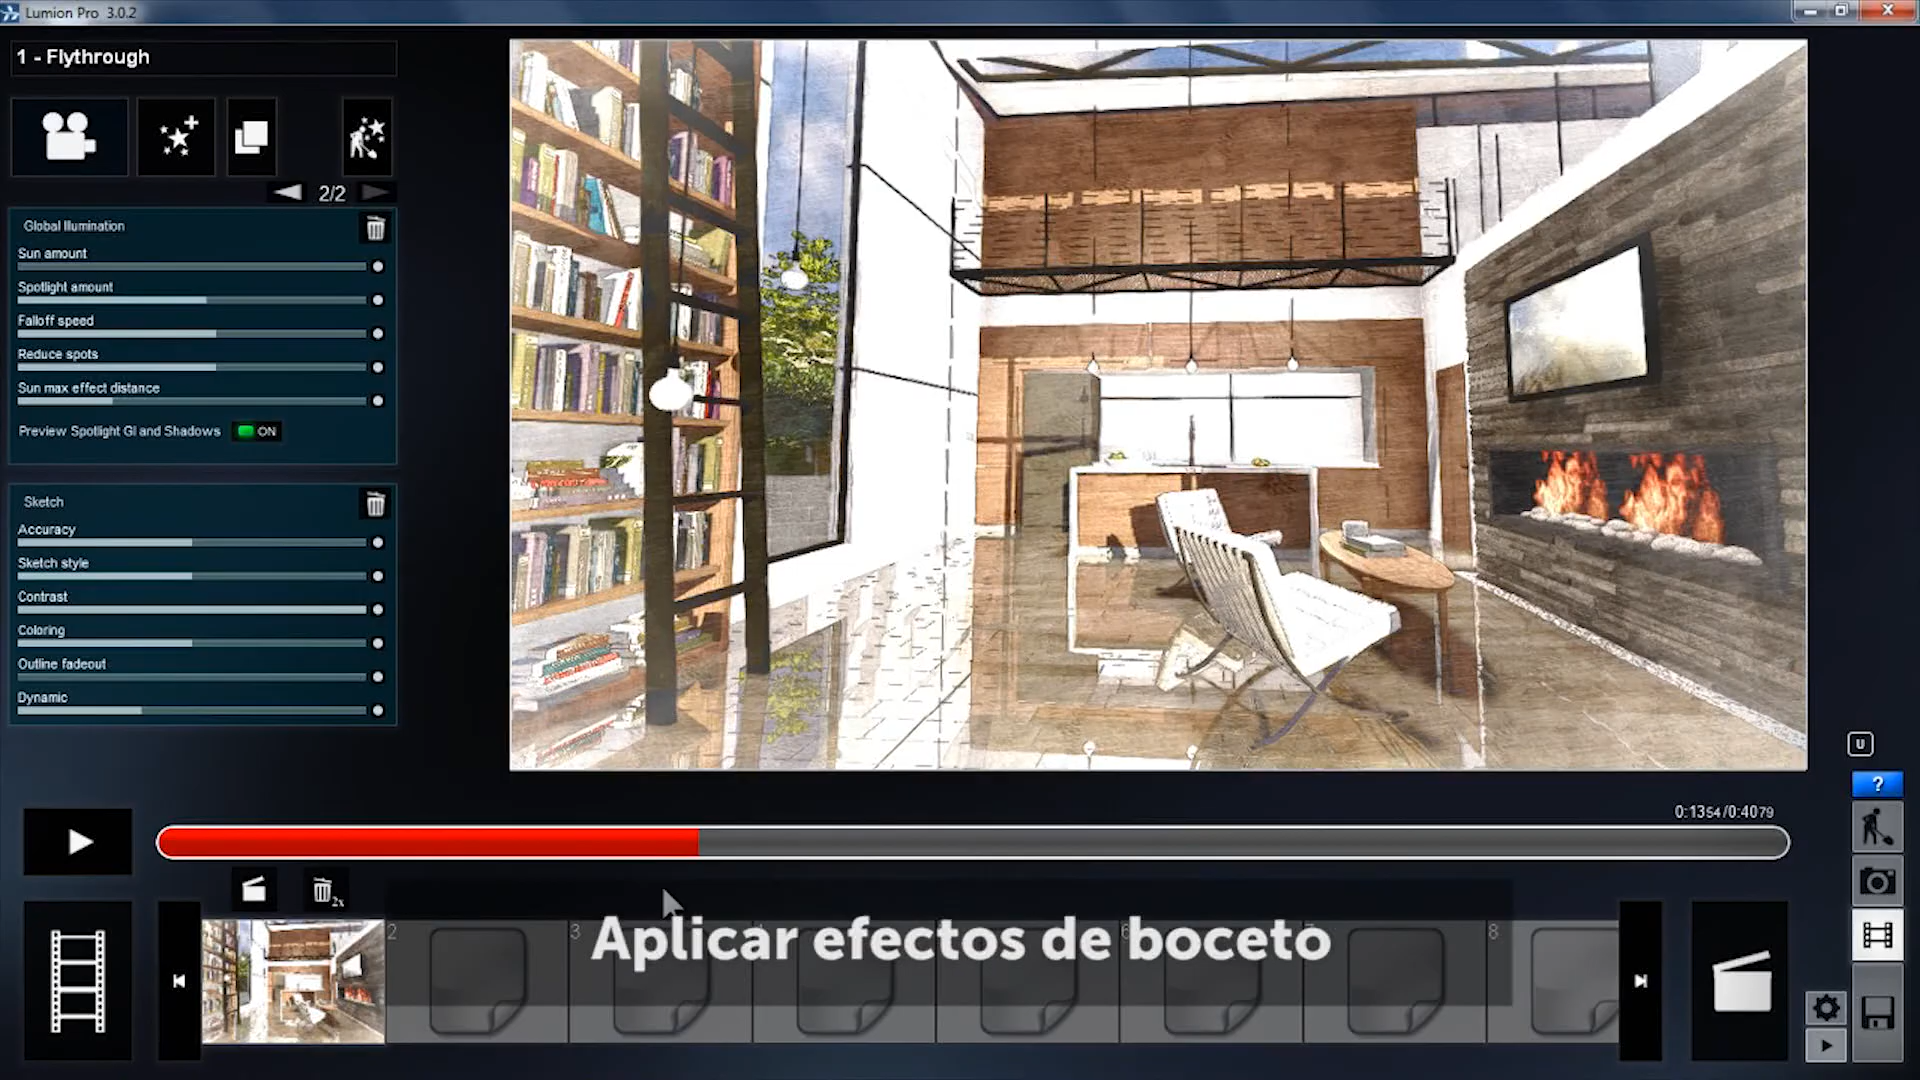 Lumion Pro 3.0.2
1 - Flythrough
2/2
Global Illumination
Sun amount
Spotlight amount
Falloff speed
Reduce spots
Sun max effect distance
Preview Spotlight GI and Shadows ON
Sketch
Accuracy
Sketch style
Contrast
Coloring
Outline fadeout
Dynamic
U
?
0:1354/0:4079
2x
2
3
8
Aplicar efectos de boceto